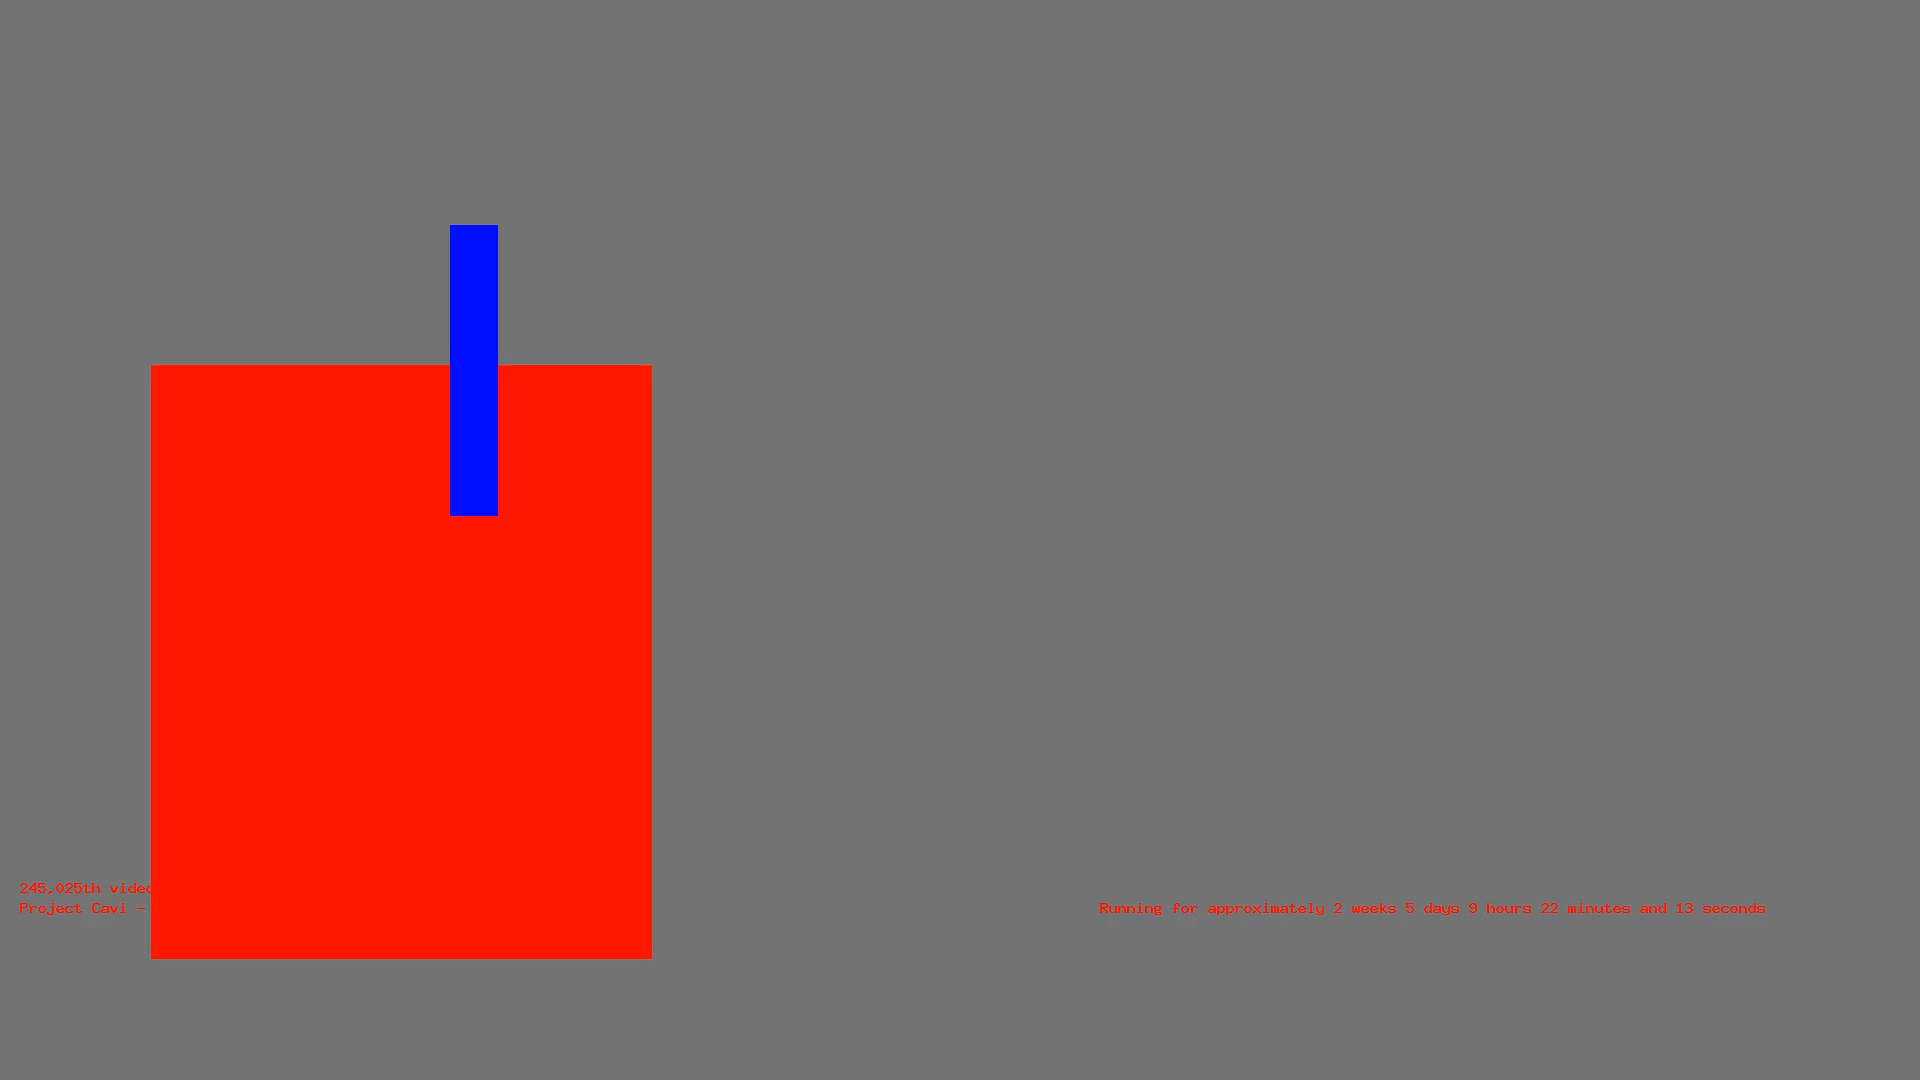 245,025th video
Project Cavi -
Running for approximately 2 weeks 5 days 9 hours 22 minutes and 13 seconds